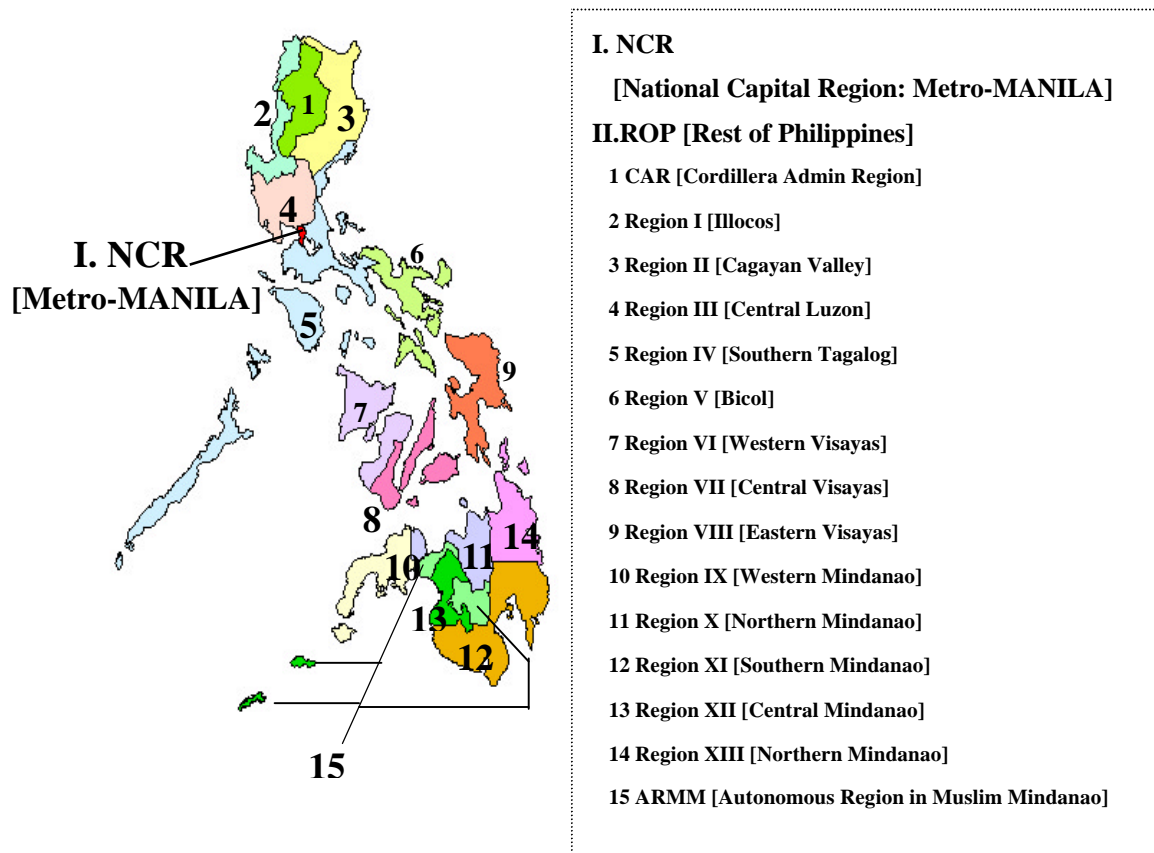 2
1
3
4
I. NCR
[Metro-MANILA]
6
5
9
7
8
14
11
10
13
12
15
I. NCR
[National Capital Region: Metro-MANILA]
II.ROP [Rest of Philippines]
1 CAR [Cordillera Admin Region]
2 Region I [Illocos]
3 Region II [Cagayan Valley]
4 Region III [Central Luzon]
5 Region IV [Southern Tagalog]
6 Region V [Bicol]
7 Region VI [Western Visayas]
8 Region VII [Central Visayas]
9 Region VIII [Eastern Visayas]
10 Region IX [Western Mindanao]
11 Region X [Northern Mindanao]
12 Region XI [Southern Mindanao]
13 Region XII [Central Mindanao]
14 Region XIII [Northern Mindanao]
15 ARMM [Autonomous Region in Muslim Mindanao]